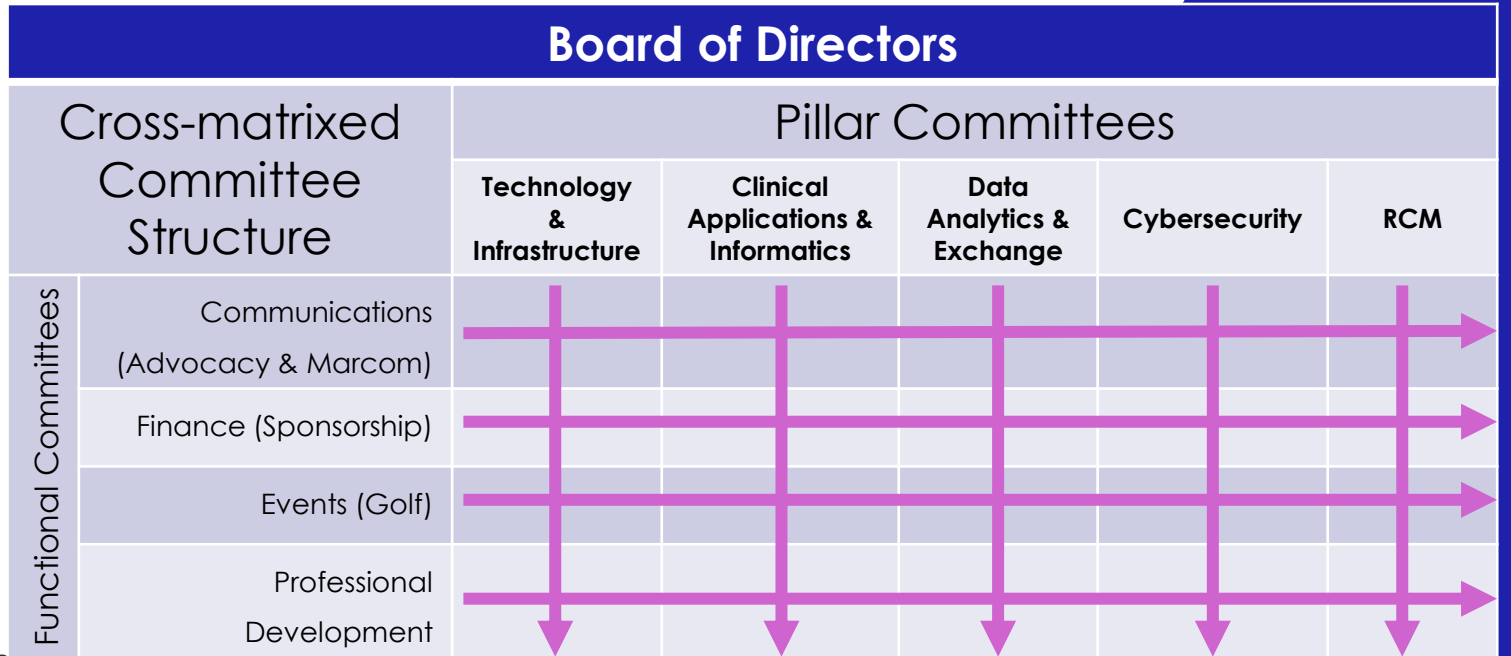 Board of Directors
Cross-matrixed
Committee
Structure
Pillar Committees
Technology
&
Infrastructure
Clinical
Applications &
Informatics
Data
Analytics &
Exchange
Cybersecurity
RCM
Functional Committees
Communications
(Advocacy & Marcom)
Finance (Sponsorship)
Events (Golf)
Professional
Development